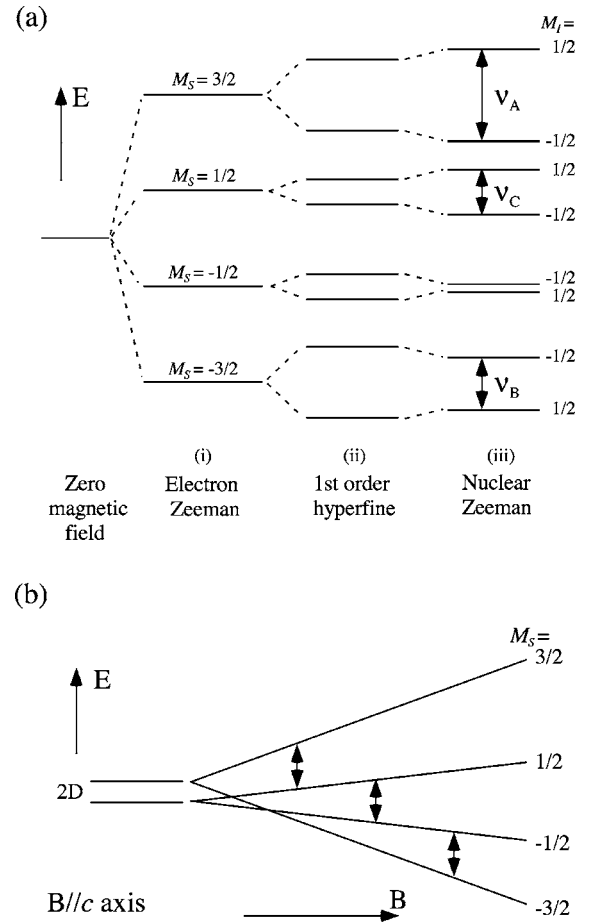 (a)
M_I =
E
M_S = 3/2
1/2
ν_A
-1/2
M_S = 1/2
1/2
ν_C
-1/2
M_S = -1/2
-1/2
1/2
M_S = -3/2
-1/2
ν_B
1/2
(i)
(ii)
(iii)
Zero
magnetic
field
Electron
Zeeman
1st order
hyperfine
Nuclear
Zeeman
(b)
M_S =
3/2
E
2D
1/2
-1/2
-3/2
B//c axis
B